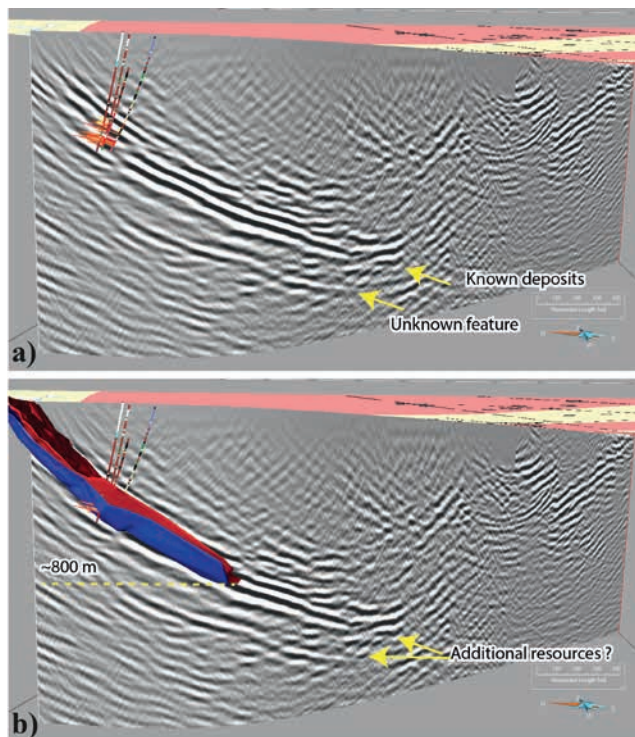 Known deposits
Unknown feature
a)
~800 m
Additional resources ?
b)